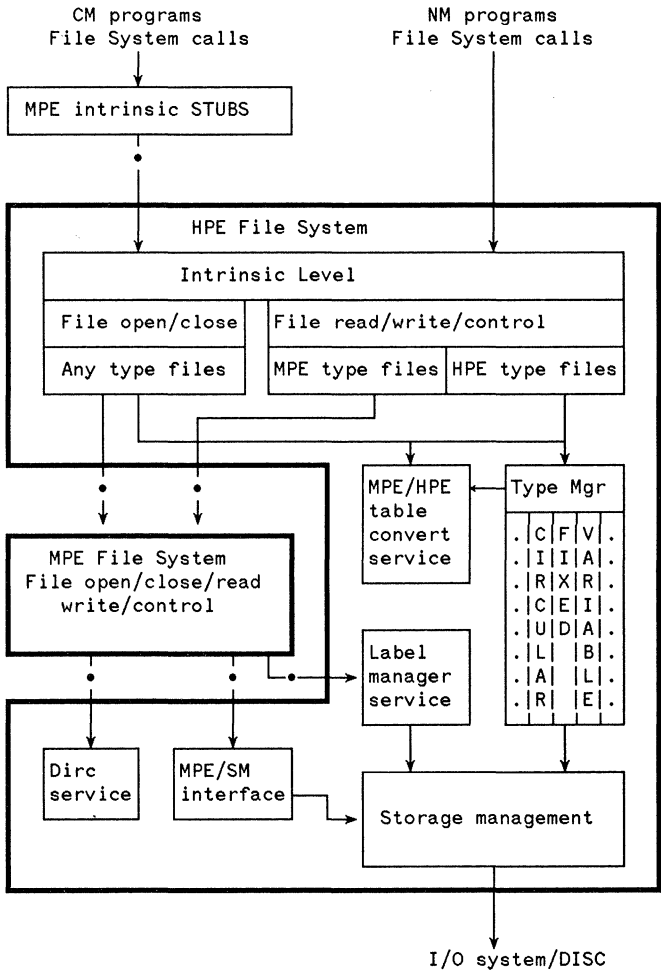 CM programs
File System calls
NM programs
File System calls
MPE intrinsic STUBS
HPE File System
Intrinsic Level
File open/close
File read/write/control
Any type files
MPE type files
HPE type files
MPE/HPE
table
convert
service
Type Mgr
.|C|F|V|.
.|I|I|A|.
.|R|X|R|.
.|C|E|I|.
.|U|D|A|.
.|L| |B|.
.|A| |L|.
.|R| |E|.
MPE File System
File open/close/read
write/control
Label
manager
service
Dirc
service
MPE/SM
interface
Storage management
I/O system/DISC